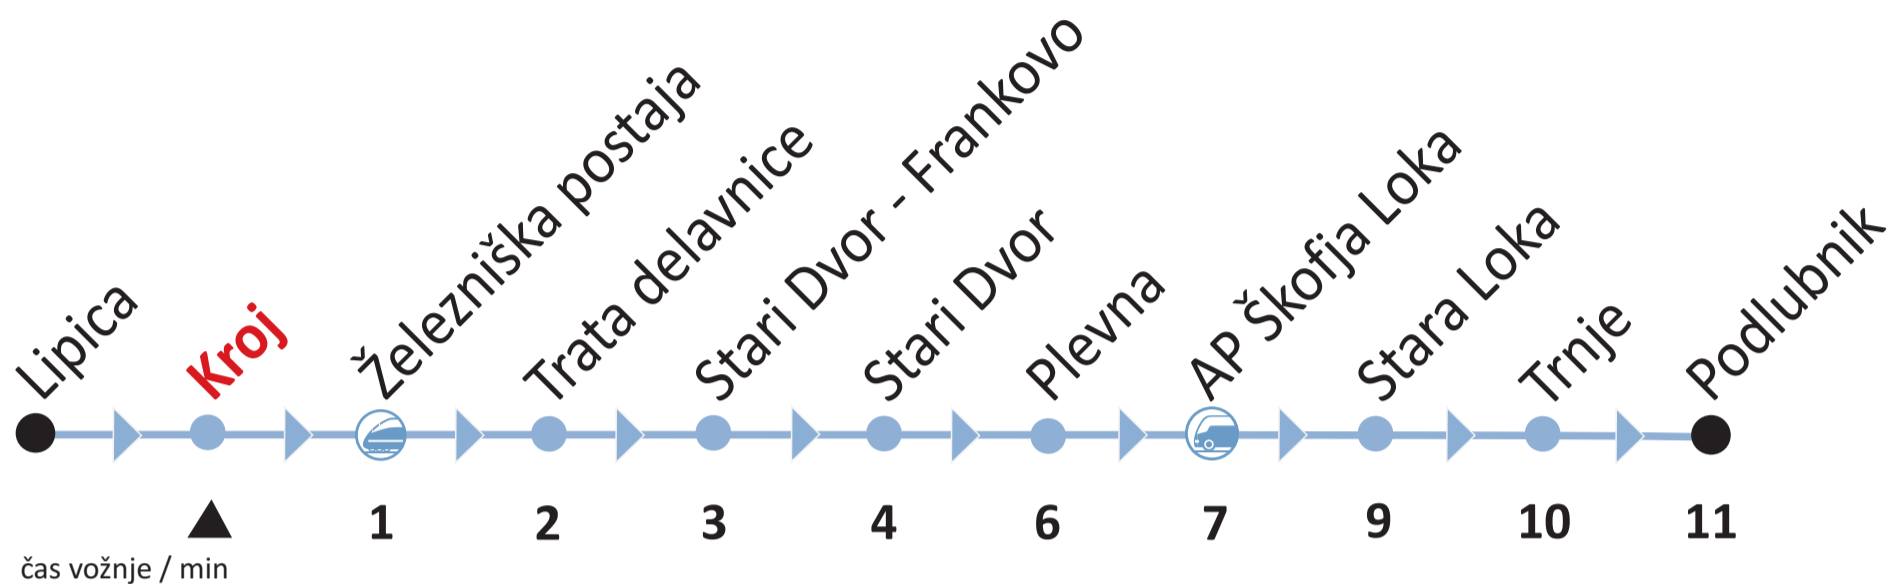 Lipica
Kroj
Železniška postaja
Trata delavnice
Stari Dvor - Frankovo
Stari Dvor
Plevna
AP Škofja Loka
Stara Loka
Trnje
Podlubnik
1 2 3 4 6 7 9 10 11
čas vožnje / min